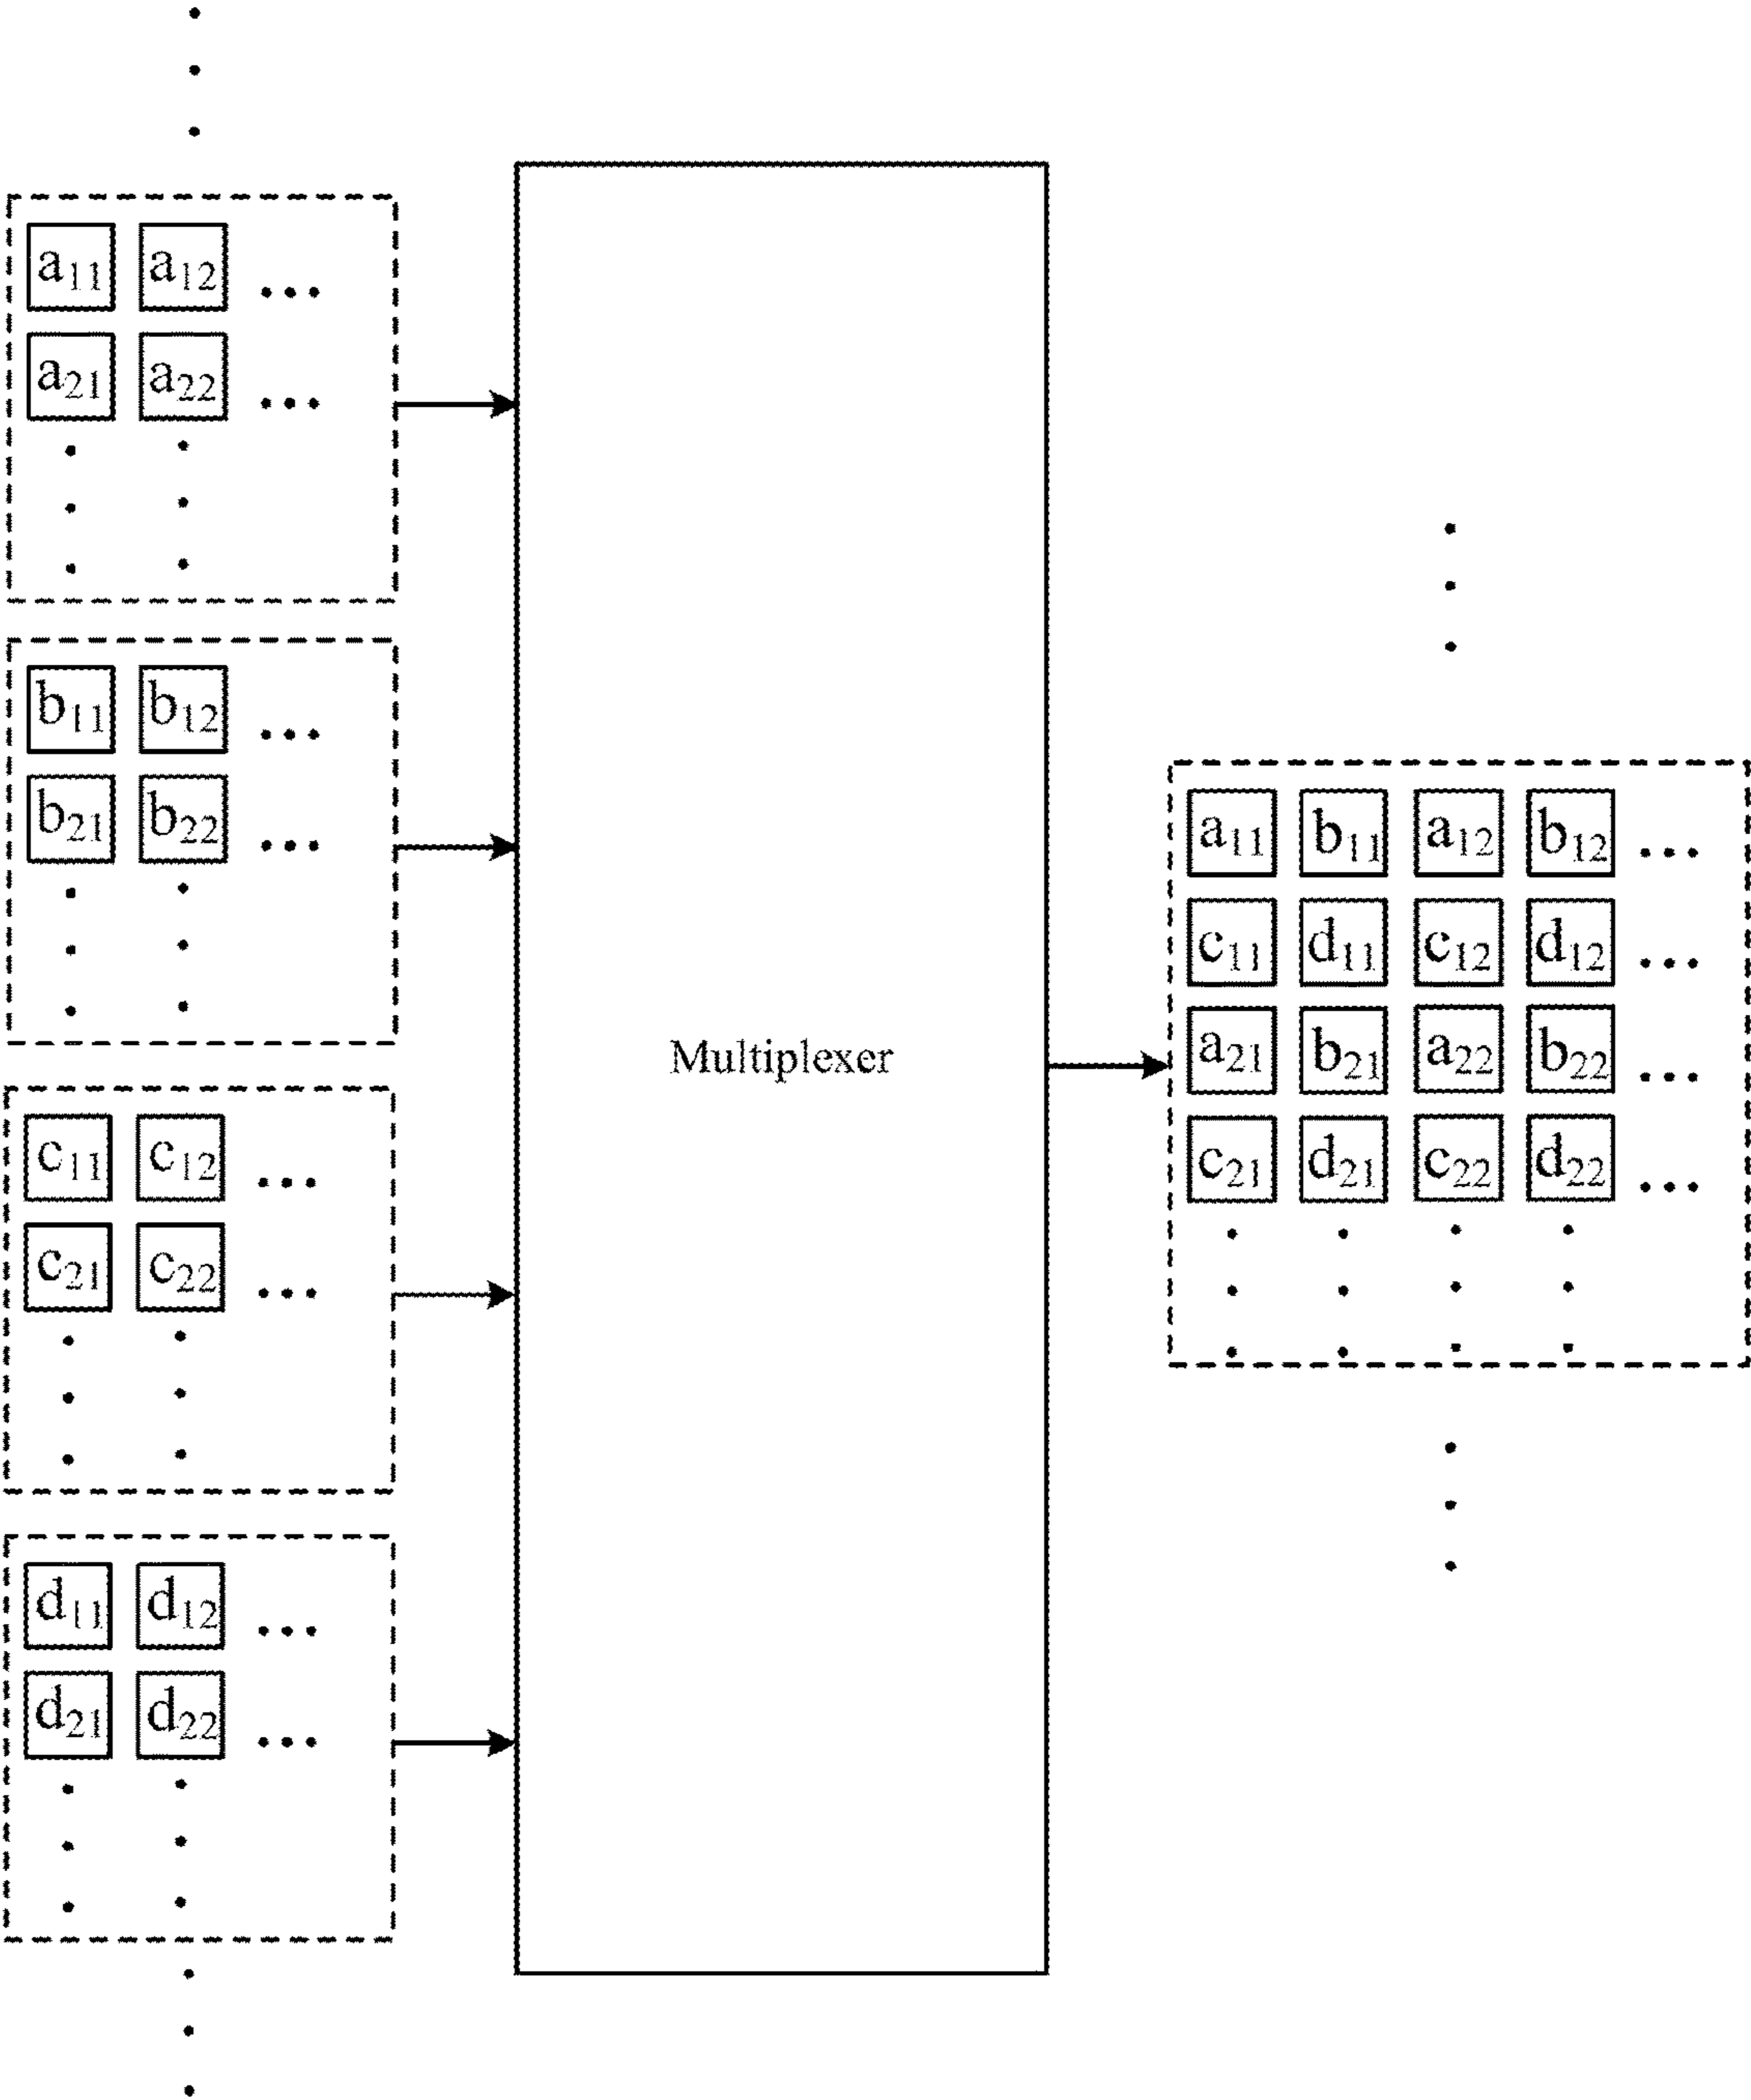 a₁₁ a₁₂ ...
a₂₁ a₂₂ ...
b₁₁ b₁₂ ...
b₂₁ b₂₂ ...
c₁₁ c₁₂ ...
c₂₁ c₂₂ ...
d₁₁ d₁₂ ...
d₂₁ d₂₂ ...
Multiplexer
a₁₁ b₁₁ a₁₂ b₁₂ ...
c₁₁ d₁₁ c₁₂ d₁₂ ...
a₂₁ b₂₁ a₂₂ b₂₂ ...
c₂₁ d₂₁ c₂₂ d₂₂ ...